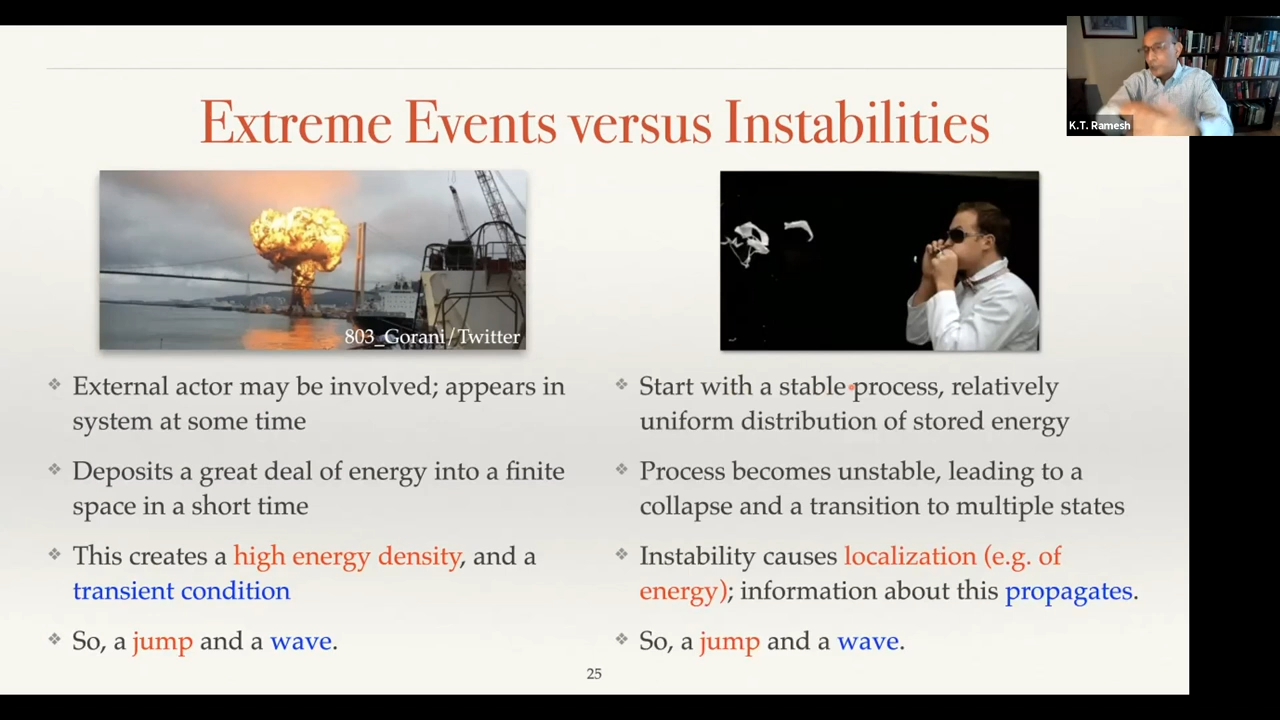 K.T. Ramesh
Extreme Events versus Instabilities
803_Gorani/Twitter
❖ External actor may be involved; appears in
system at some time
❖ Deposits a great deal of energy into a finite
space in a short time
❖ This creates a high energy density, and a
transient condition
❖ So, a jump and a wave.
❖ Start with a stable process, relatively
uniform distribution of stored energy
❖ Process becomes unstable, leading to a
collapse and a transition to multiple states
❖ Instability causes localization (e.g. of
energy); information about this propagates.
❖ So, a jump and a wave.
25